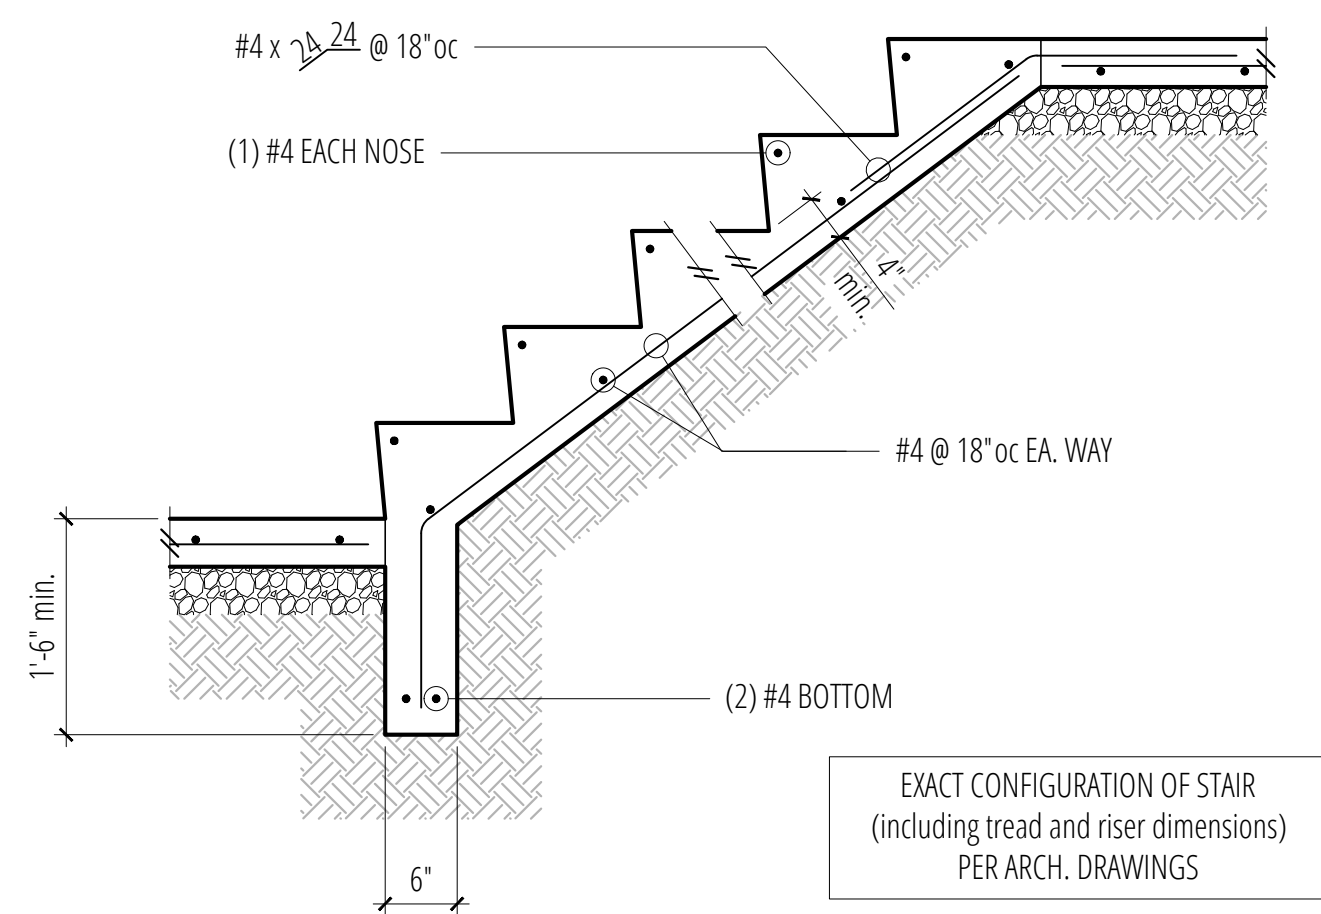 #4 x 24 24 @ 18"oc
(1) #4 EACH NOSE
4"
min.
#4 @ 18"oc EA. WAY
1'-6" min.
(2) #4 BOTTOM
6"
EXACT CONFIGURATION OF STAIR
(including tread and riser dimensions)
PER ARCH. DRAWINGS